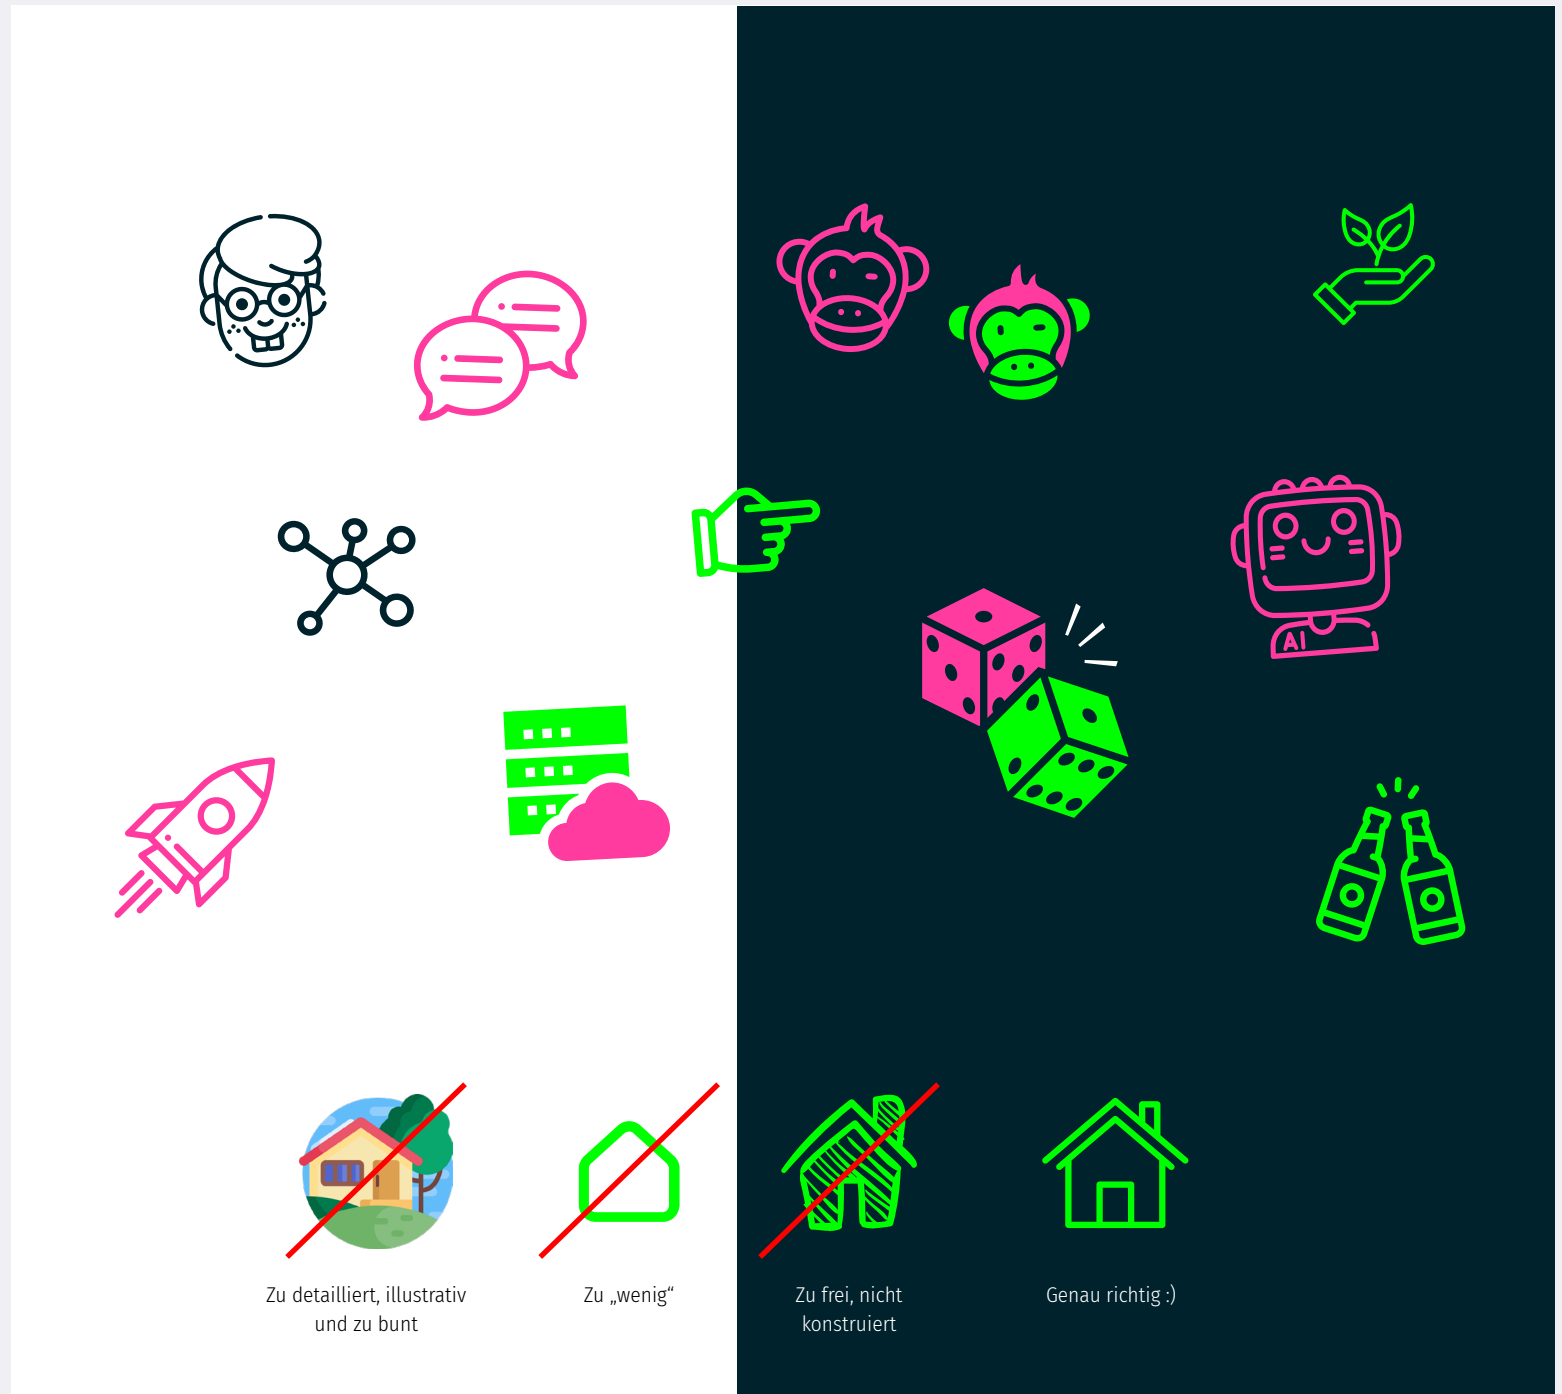 AI
Zu detailliert, illustrativ
und zu bunt
Zu „wenig“
Zu frei, nicht
konstruiert
Genau richtig :)